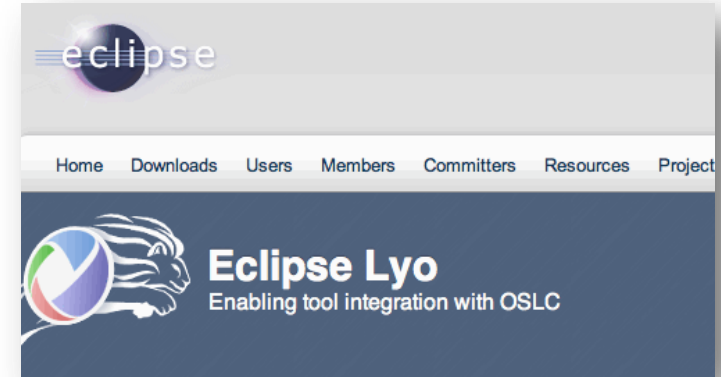 eclipse
Home Downloads Users Members Committers Resources Project
Eclipse Lyo
Enabling tool integration with OSLC